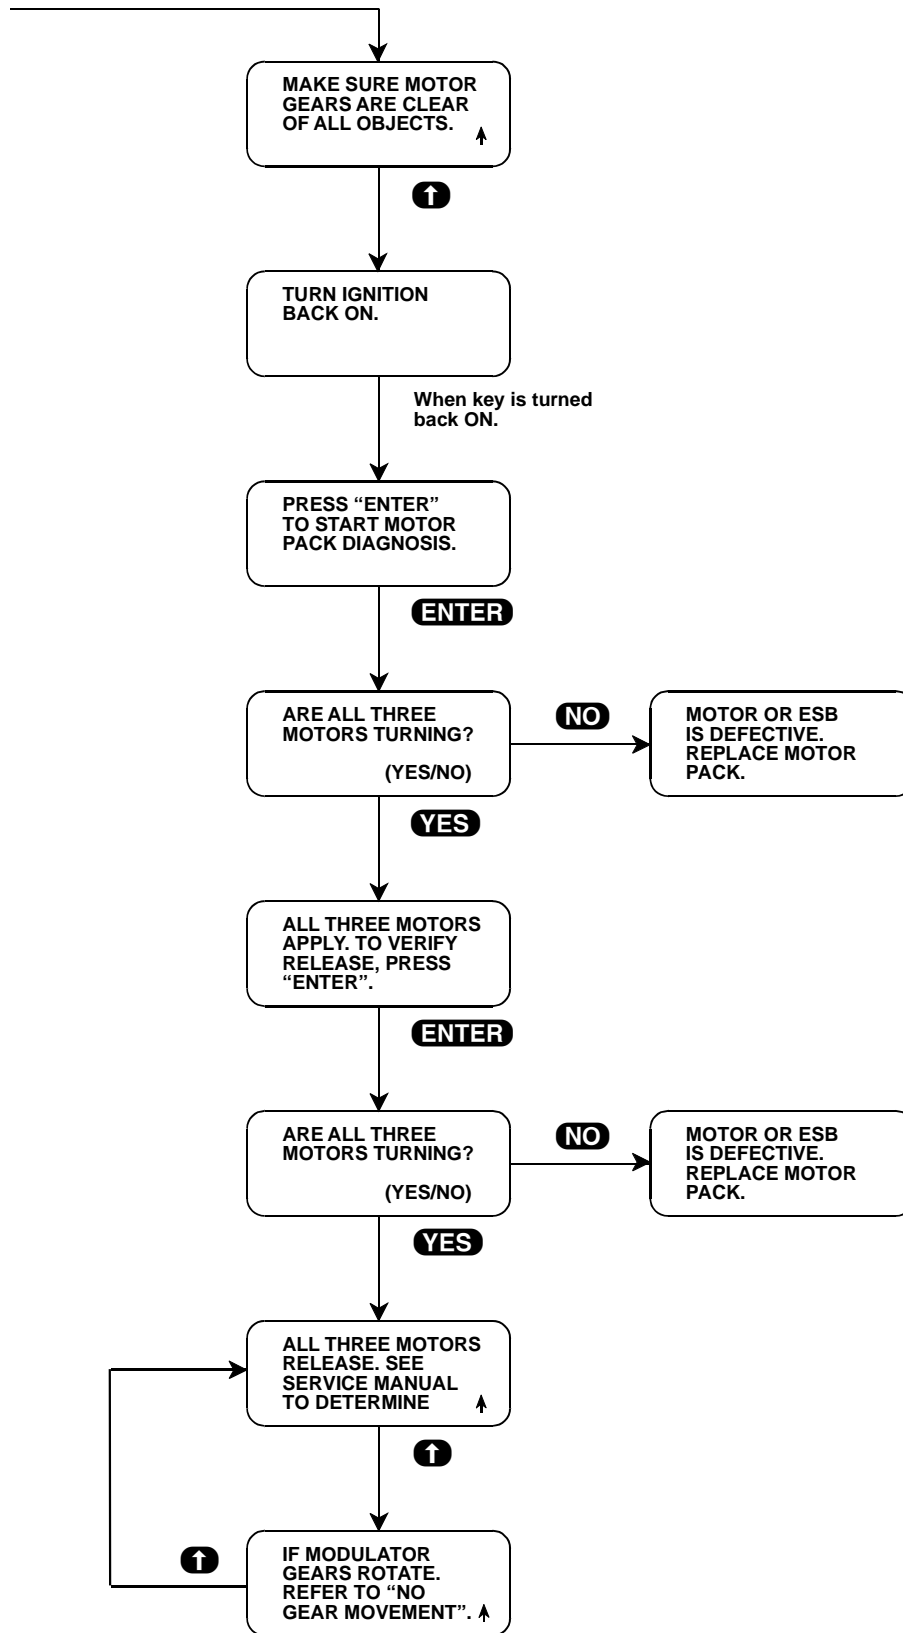 MAKE SURE MOTOR
GEARS ARE CLEAR
OF ALL OBJECTS.
TURN IGNITION
BACK ON.
When key is turned
back ON.
PRESS “ENTER”
TO START MOTOR
PACK DIAGNOSIS.
ENTER
ARE ALL THREE
MOTORS TURNING?
(YES/NO)
NO
MOTOR OR ESB
IS DEFECTIVE.
REPLACE MOTOR
PACK.
YES
ALL THREE MOTORS
APPLY. TO VERIFY
RELEASE, PRESS
“ENTER”.
ENTER
ARE ALL THREE
MOTORS TURNING?
(YES/NO)
NO
MOTOR OR ESB
IS DEFECTIVE.
REPLACE MOTOR
PACK.
YES
ALL THREE MOTORS
RELEASE. SEE
SERVICE MANUAL
TO DETERMINE
IF MODULATOR
GEARS ROTATE.
REFER TO “NO
GEAR MOVEMENT”.